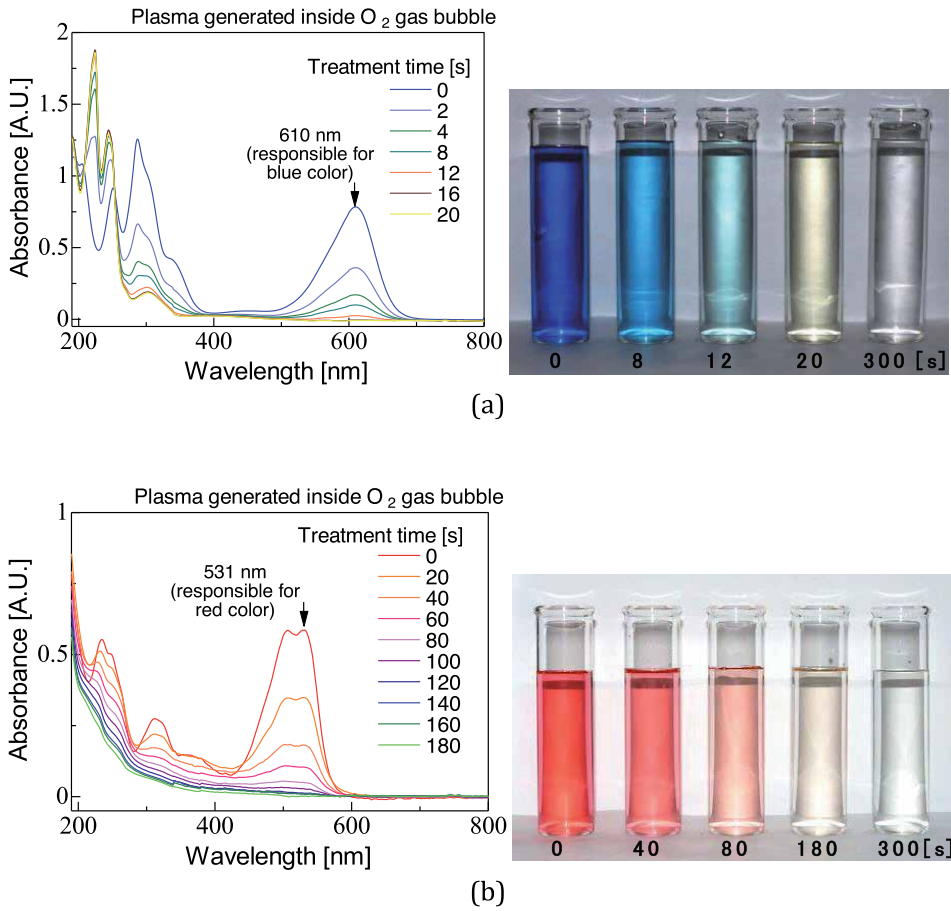 Plasma generated inside O 2 gas bubble
2
1.5
1
0.5
0
Absorbance [A.U.]
Treatment time [s]
0
2
4
8
12
16
20
610 nm
(responsible for
blue color)
200 400 600 800
Wavelength [nm]
0 8 12 20 300 [s]
(a)
Plasma generated inside O 2 gas bubble
1
0.5
0
Absorbance [A.U.]
Treatment time [s]
0
20
40
60
80
100
120
140
160
180
531 nm
(responsible for
red color)
200 400 600 800
Wavelength [nm]
0 40 80 180 300[s]
(b)